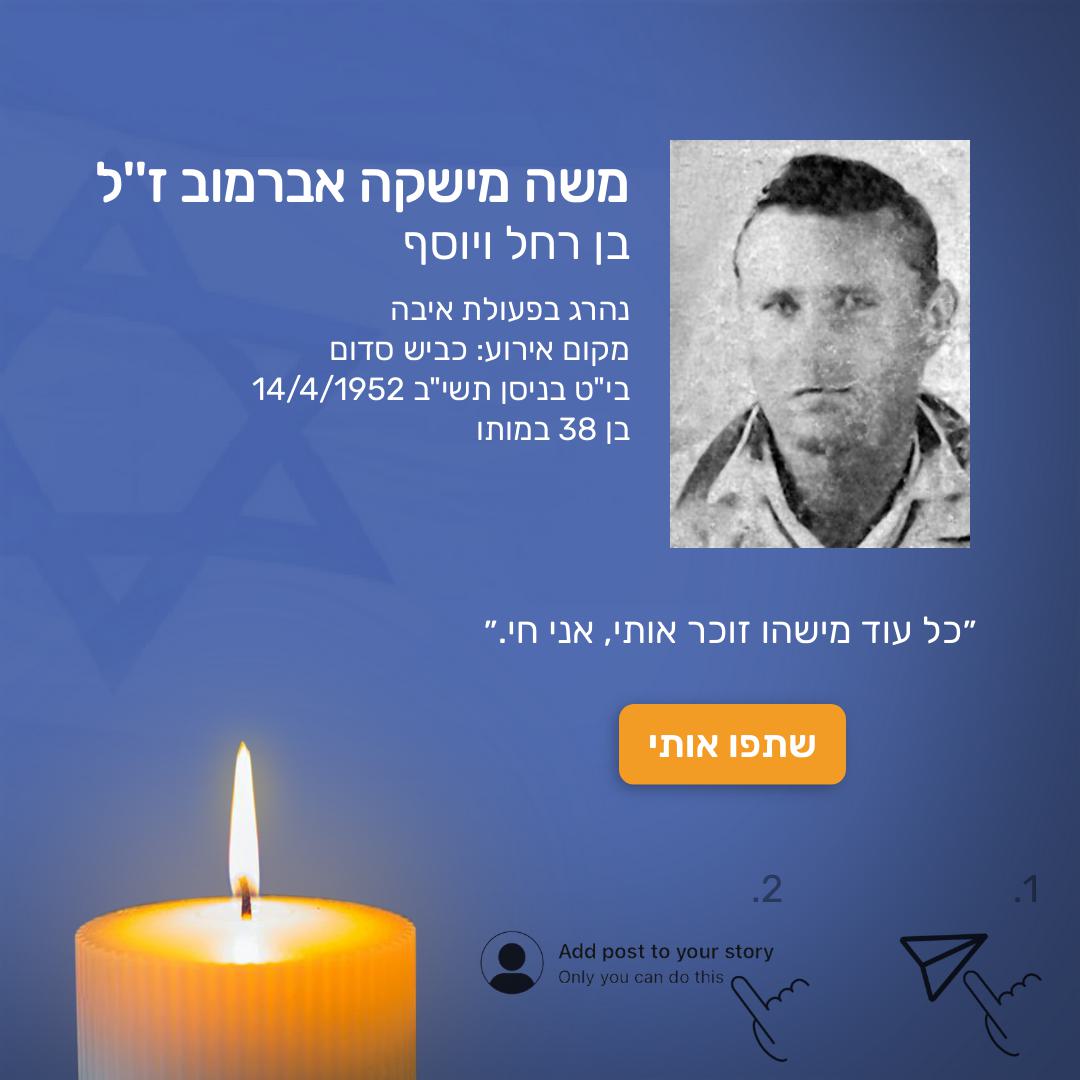 משה מישקה אברמוב ז"ל
בן רחל ויוסף
נהרג בפעולת איבה
מקום אירוע: כביש סדום
בי"ט בניסן תשי"ב 14/4/1952
בן 38 במותו
״כל עוד מישהו זוכר אותי, אני חי.״
שתפו אותי
1.
2.
Add post to your story
Only you can do this